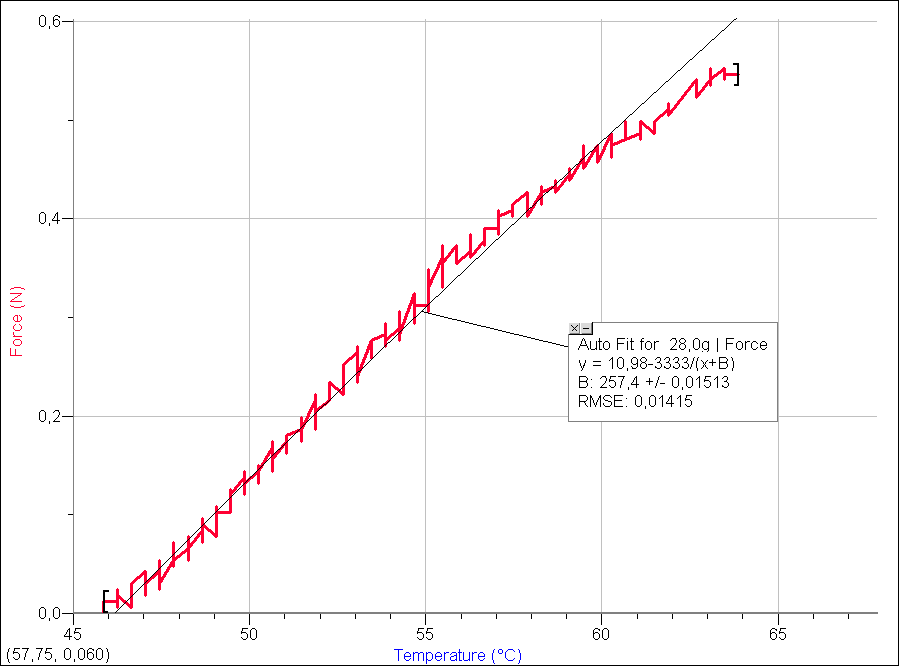 0,6
0,4
Force (N)
Auto Fit for  28,0g | Force
y = 10,98-3333/(x+B)
B: 257,4 +/- 0,01513
RMSE: 0,01415
0,2
0,0
45 50 55 60 65
(57,75, 0,060)
Temperature (°C)